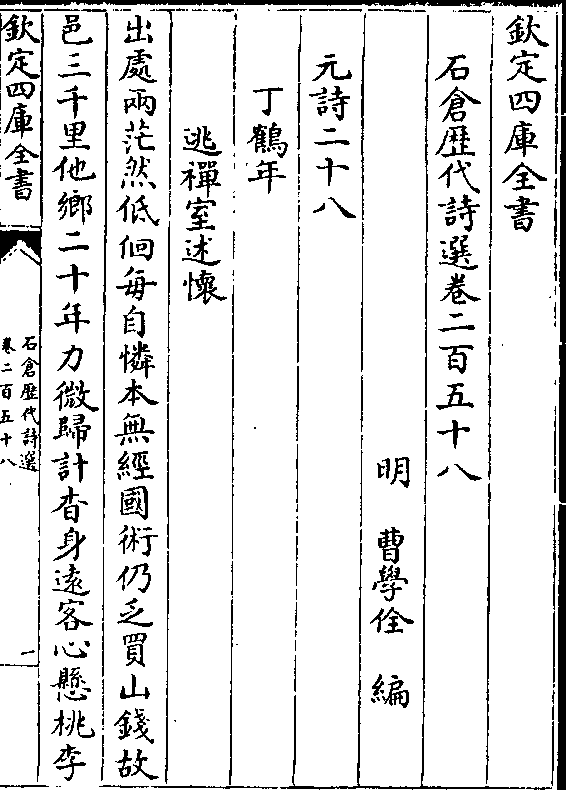 欽定四庫全書
石倉歴代詩選卷二百五十八
明 曹學佺 編
元詩二十八
丁鶴年
逃禪室述懷
出處兩茫然低徊每自憐本無經國術仍乏買山錢故
邑三千里他鄉二十年力微歸計杳身遠客心懸桃李
欽定四庫全書
石倉歴代詩選
卷二百五十八
一